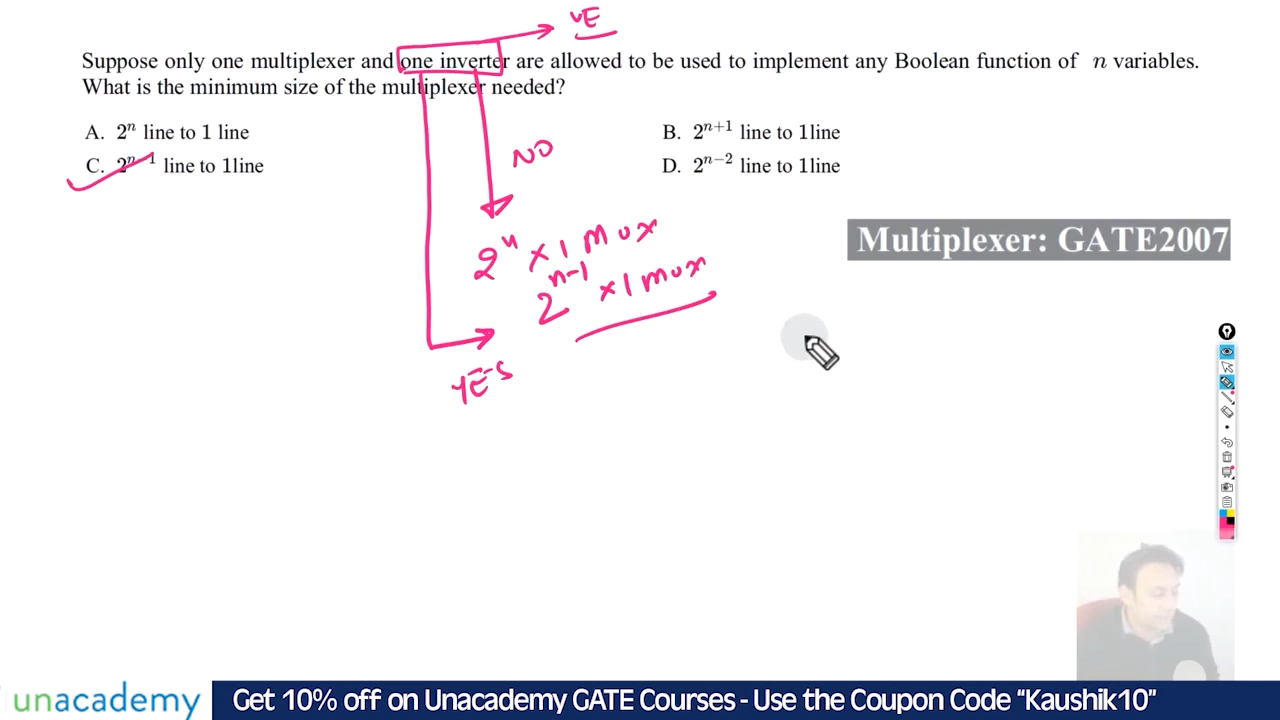 VE
Suppose only one multiplexer and one inverter are allowed to be used to implement any Boolean function of n variables.
What is the minimum size of the multiplexer needed?
A. 2ⁿ line to 1 line
B. 2ⁿ⁺¹ line to 1line
C. 2ⁿ⁻¹ line to 1line
D. 2ⁿ⁻² line to 1line
NO
2ⁿ × 1 mux
2ⁿ⁻¹ × 1 mux
YES
Multiplexer: GATE2007
unacademy
Get 10% off on Unacademy GATE Courses - Use the Coupon Code “Kaushik10”